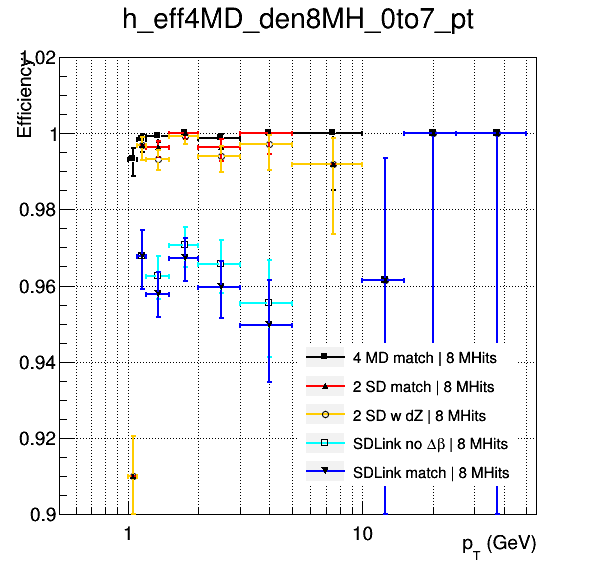 h_eff4MD_den8MH_0to7_pt
Efficiency
1.02
1
0.98
0.96
0.94
0.92
0.9
4 MD match | 8 MHits
2 SD match | 8 MHits
2 SD w dZ | 8 MHits
SDLink no Δβ | 8 MHits
SDLink match | 8 MHits
1
10
p_T (GeV)